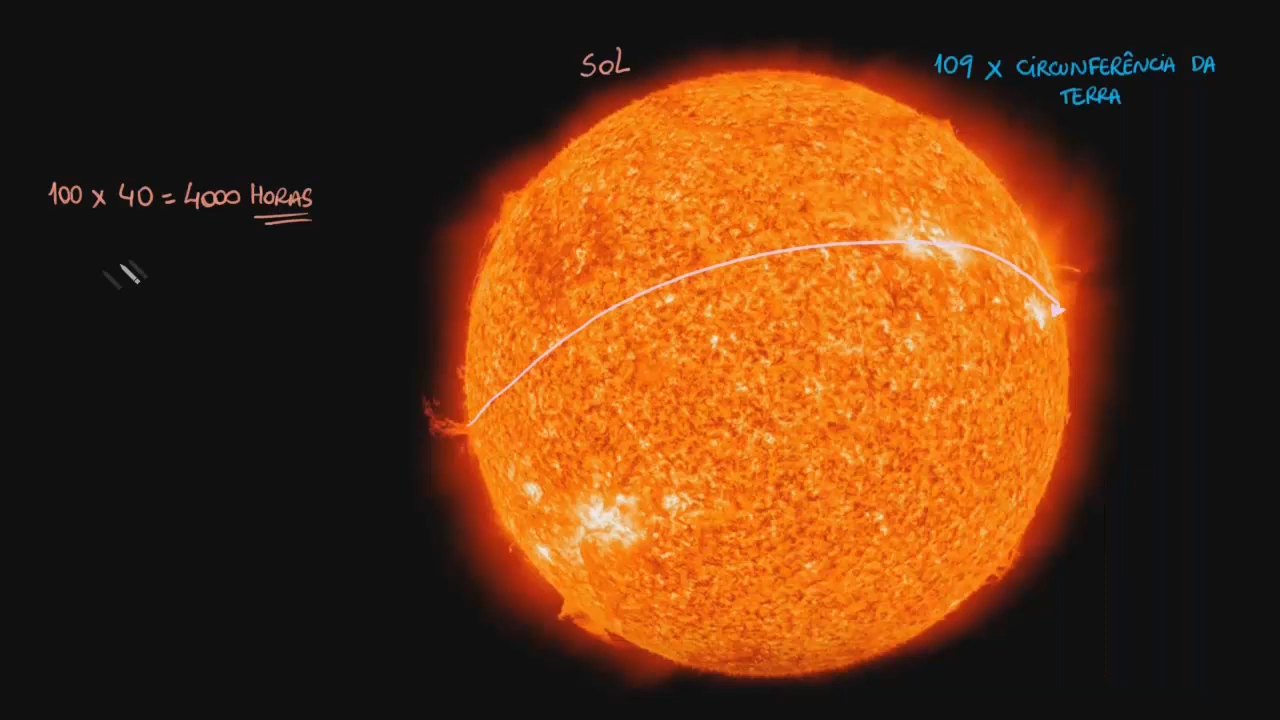 SOL
109 x CIRCUNFERÊNCIA DA
TERRA
100 x 40 = 4000 HORAS